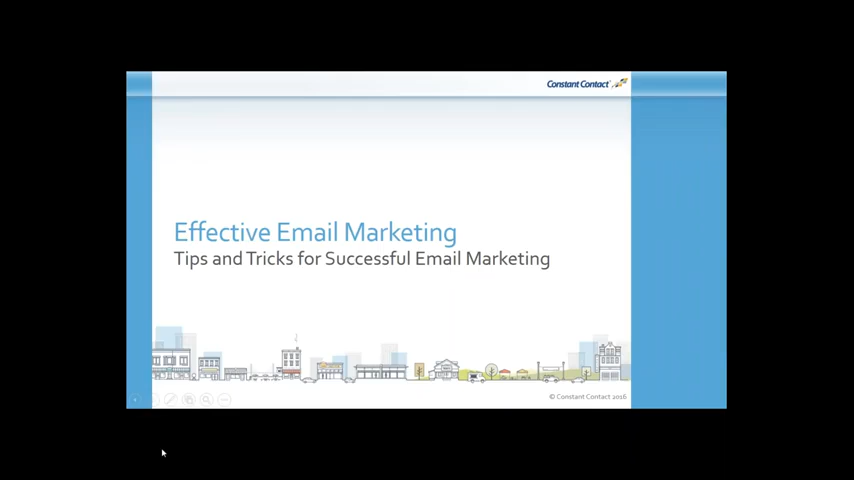 Constant Contact
Effective Email Marketing
Tips and Tricks for Successful Email Marketing
© Constant Contact 2016